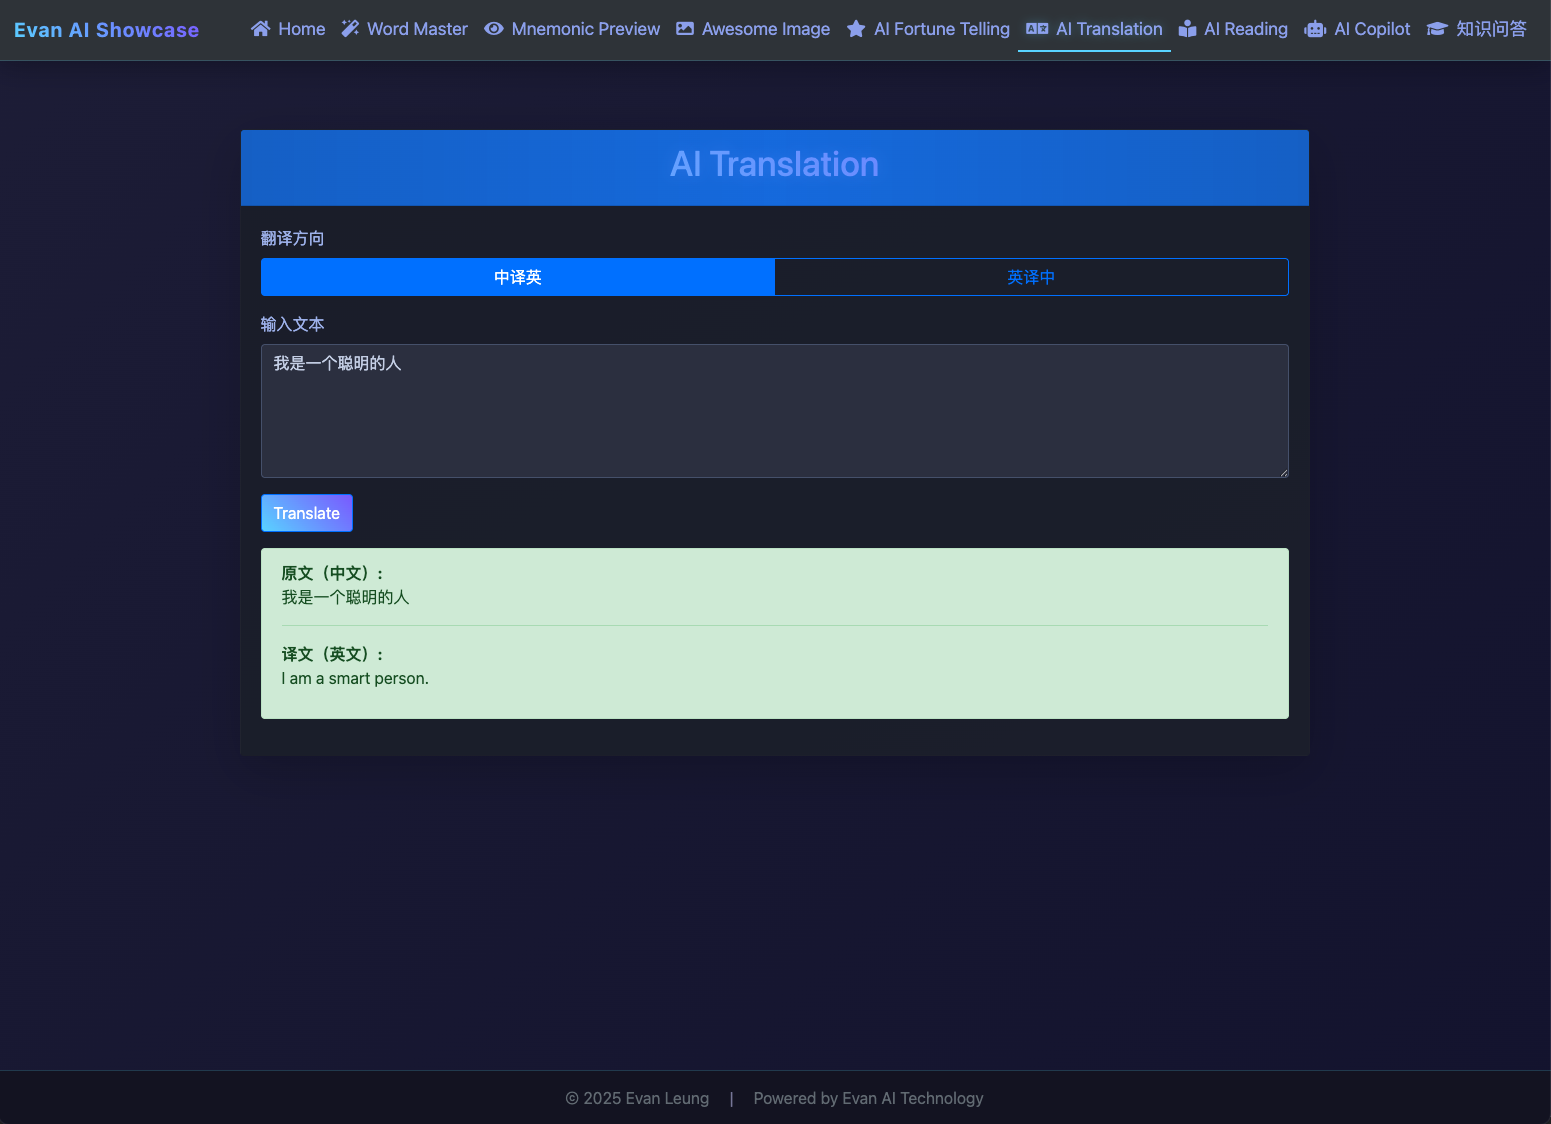 Evan AI Showcase
Home
Word Master
Mnemonic Preview
Awesome Image
AI Fortune Telling
AI Translation
AI Reading
AI Copilot
知识问答
AI Translation
翻译方向
中译英
英译中
输入文本
我是一个聪明的人
Translate
原文（中文）:
我是一个聪明的人
译文（英文）:
I am a smart person.
© 2025 Evan Leung | Powered by Evan AI Technology